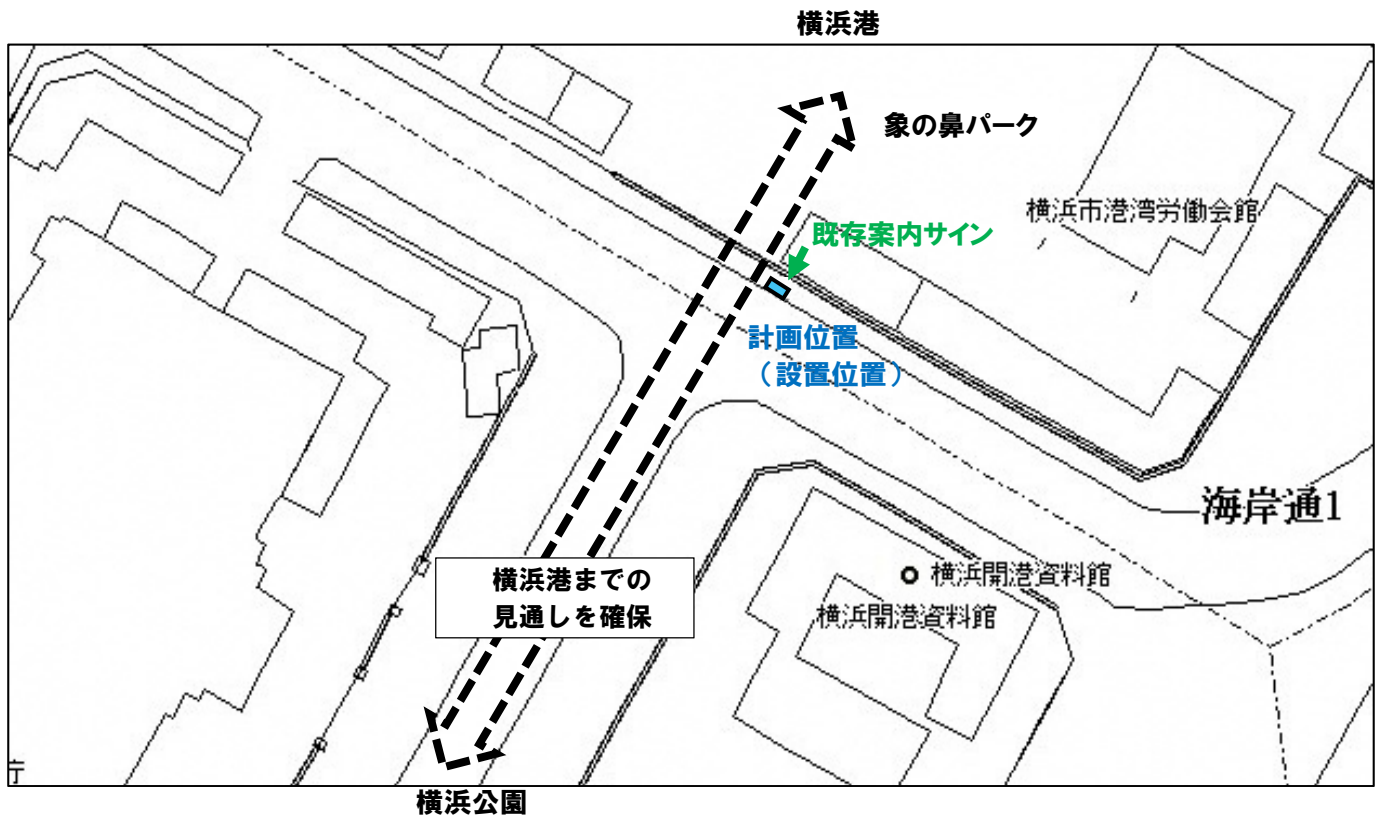 横浜港
象の鼻パーク
横浜市港湾労働会館
既存案内サイン
計画位置
（設置位置）
海岸通1
横浜港までの
見通しを確保
横浜開港資料館
横浜開港資料館
庁
横浜公園